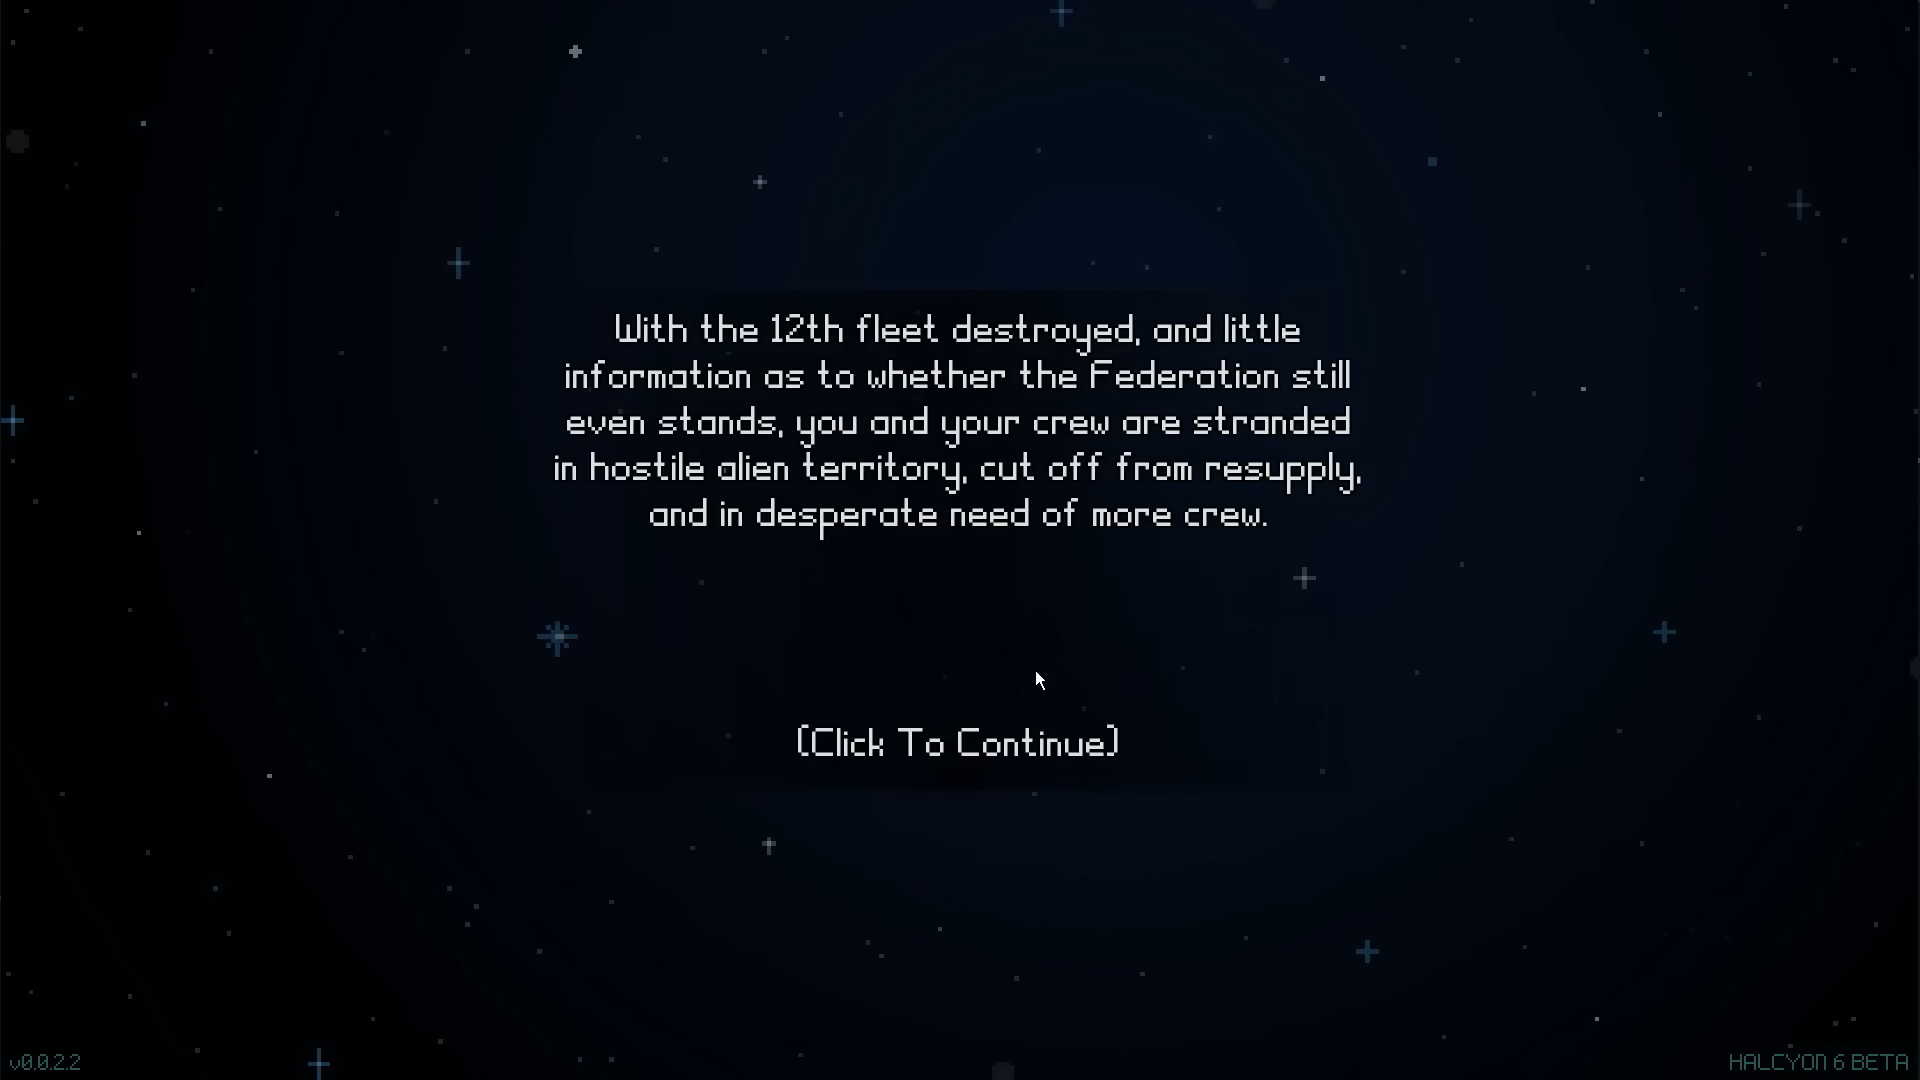 With the 12th fleet destroyed, and little
information as to whether the Federation still
even stands, you and your crew are stranded
in hostile alien territory, cut off from resupply,
and in desperate need of more crew.
(Click To Continue)
v0.0.2.2
HALCYON 6 BETA